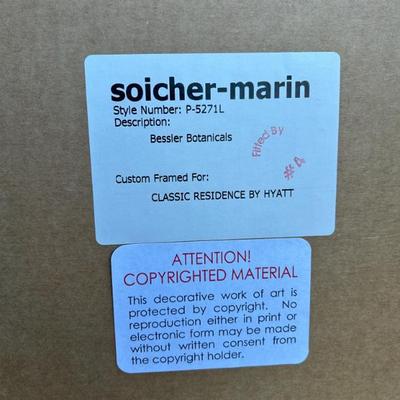 soicher-marin
Style Number: P-5271L
Description:
Bessler Botanicals
Fitted By
#4
Custom Framed For:
CLASSIC RESIDENCE BY HYATT
ATTENTION!
COPYRIGHTED MATERIAL
This decorative work of art is
protected by copyright. No
reproduction either in print or
electronic form may be made
without written consent from
the copyright holder.